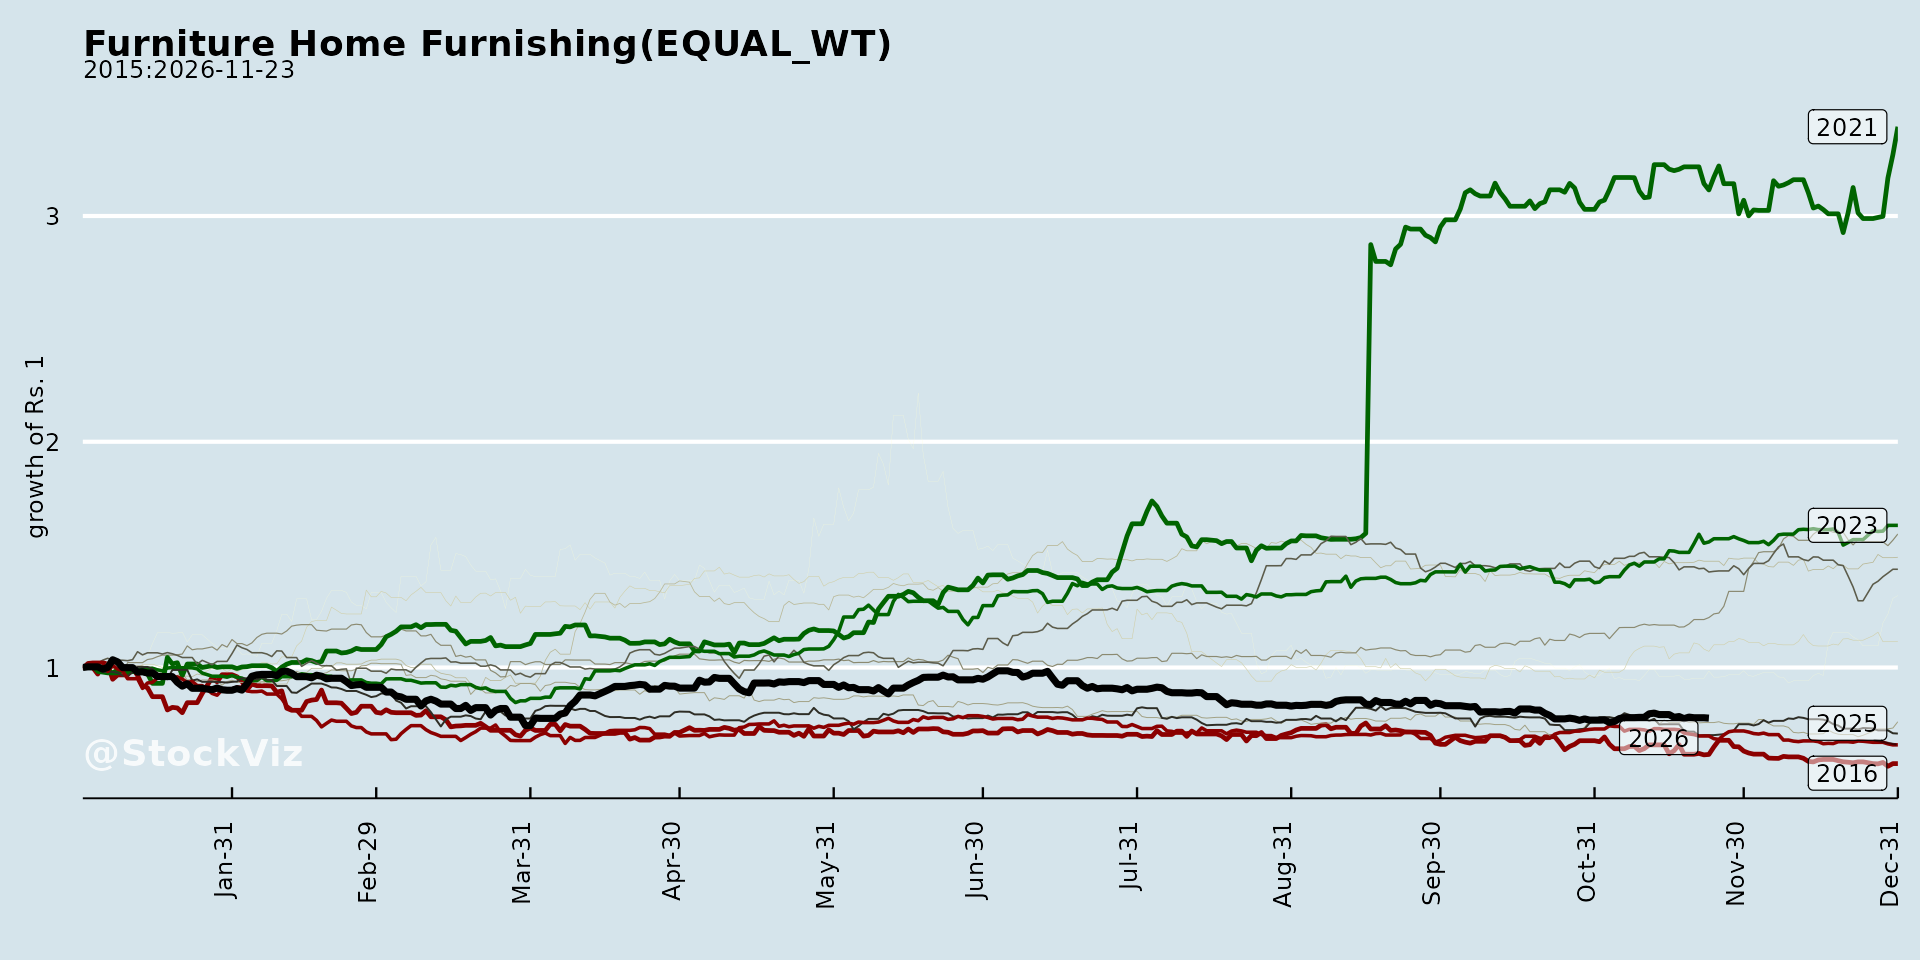 Furniture Home Furnishing(EQUAL_WT)
2015:2026-11-23
growth of Rs. 1
3
2
1
2021
2023
2025
2026
2016
@StockViz
Jan-31
Feb-29
Mar-31
Apr-30
May-31
Jun-30
Jul-31
Aug-31
Sep-30
Oct-31
Nov-30
Dec-31